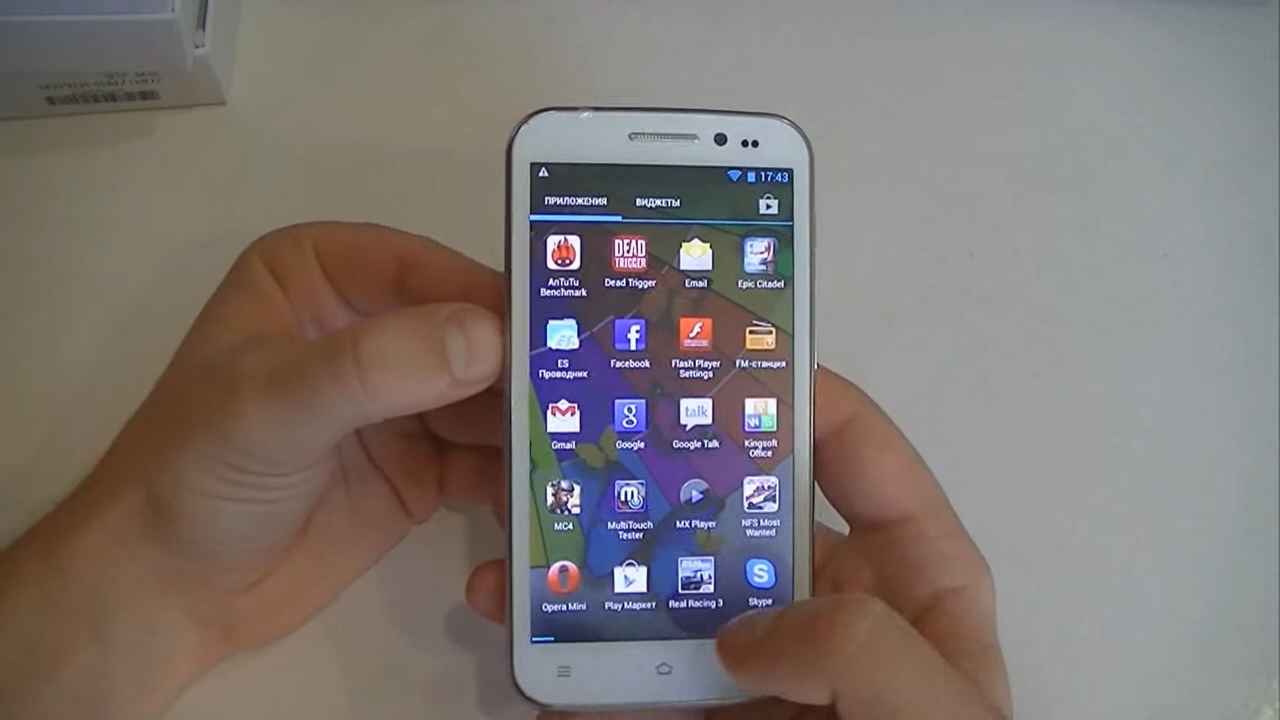 17:43
ПРИЛОЖЕНИЯ ВИДЖЕТЫ
DEAD
TRIGGER
EPIC
AnTuTu
Benchmark
Dead Trigger
Email
Epic Citadel
ES
Проводник
Facebook
Flash Player
Settings
FM-станция
talk
Gmail
Google
Google Talk
Kingsoft
Office
MC4
MultiTouch
Tester
MX Player
NFS Most
Wanted
Opera Mini
Play Маркет
Real Racing 3
Skype